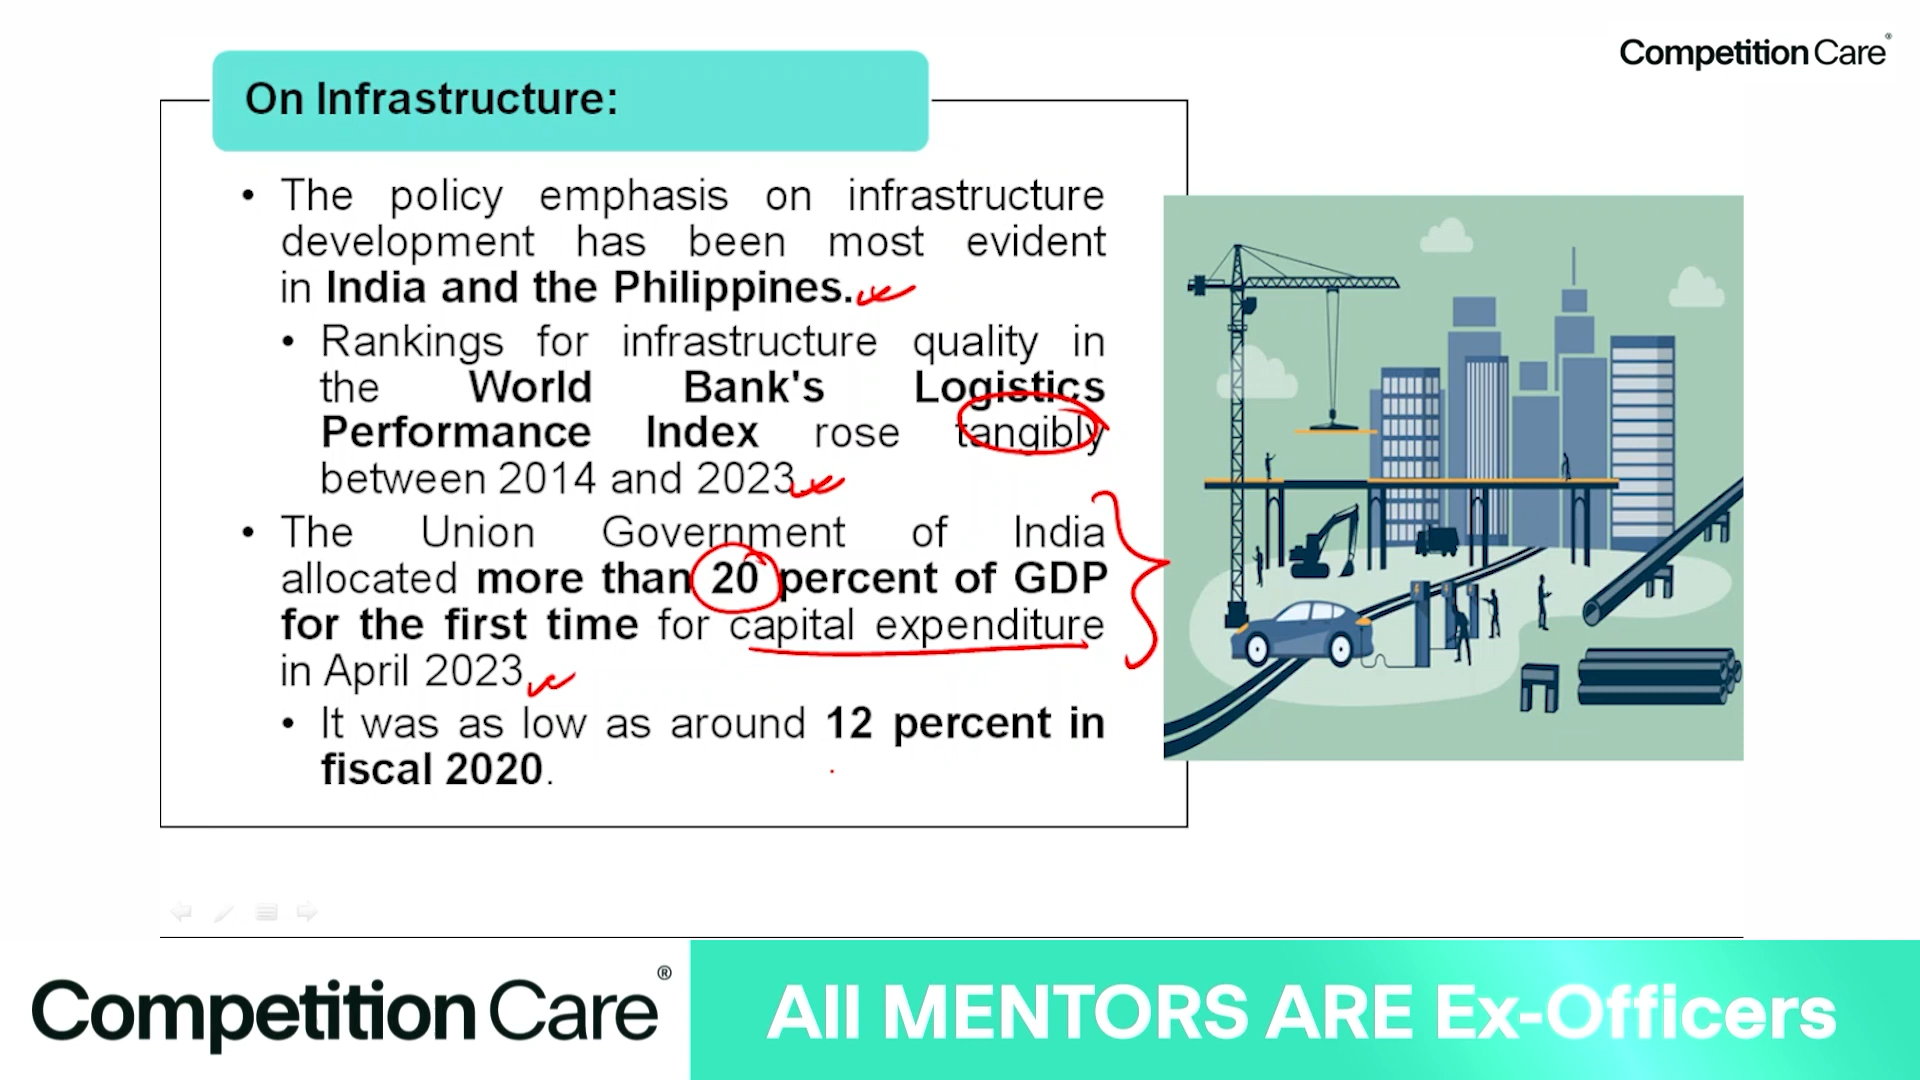 Competition Care®
On Infrastructure:
• The policy emphasis on infrastructure
development has been most evident
in India and the Philippines.
• Rankings for infrastructure quality in
the World Bank's Logistics
Performance Index rose tangibly
between 2014 and 2023.
• The Union Government of India
allocated more than 20 percent of GDP
for the first time for capital expenditure
in April 2023.
• It was as low as around 12 percent in
fiscal 2020.
Competition Care®
All MENTORS ARE Ex-Officers